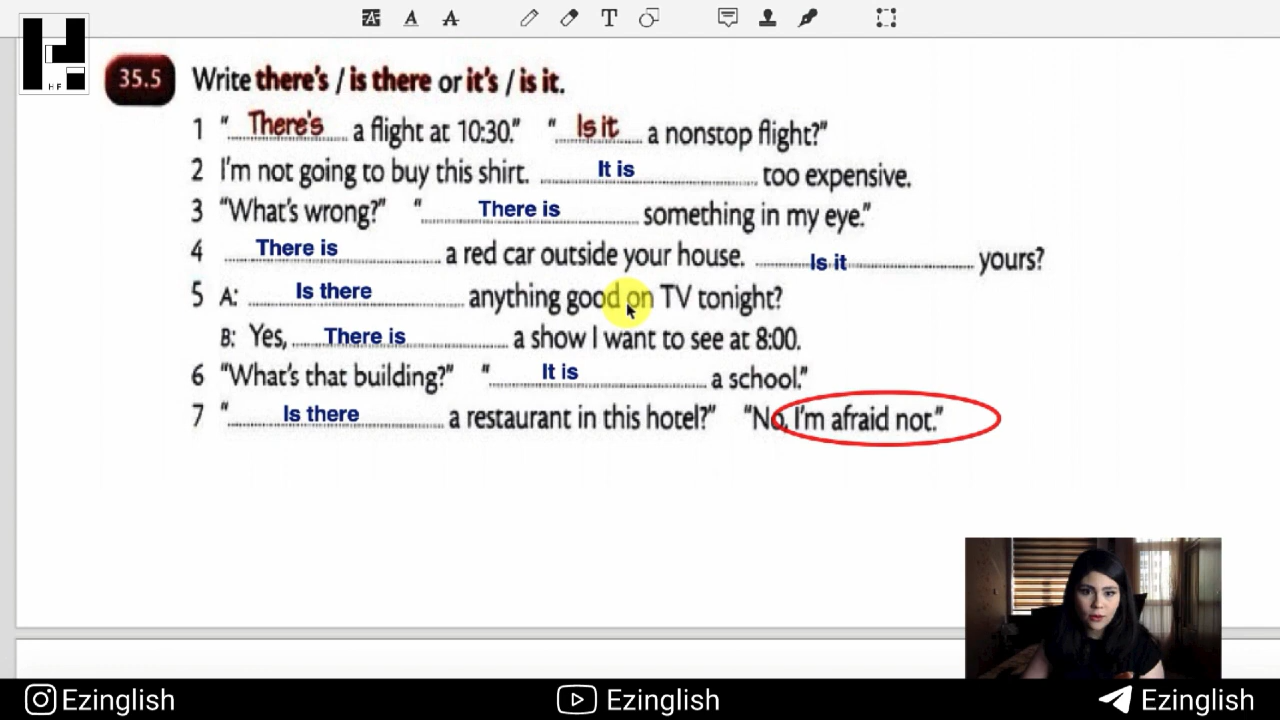 HF
35.5 Write there's / is there or it's / is it.
1 "There's a flight at 10:30." "Is it a nonstop flight?"
2 I'm not going to buy this shirt. It is too expensive.
3 "What's wrong?" "There is something in my eye."
4 There is a red car outside your house. Is it yours?
5 A: Is there anything good on TV tonight?
B: Yes, There is a show I want to see at 8:00.
6 "What's that building?" "It is a school."
7 "Is there a restaurant in this hotel?" "No, I'm afraid not."
Ezinglish Ezinglish Ezinglish